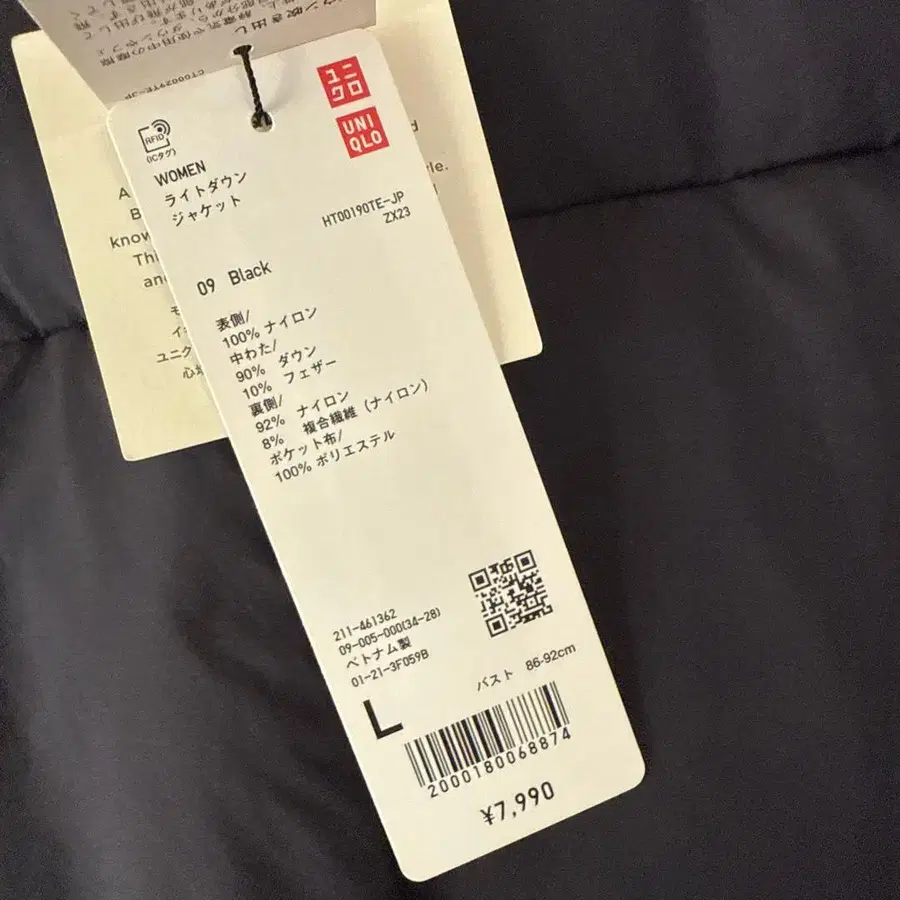 CT00029TE-JP
ユニ
クロ
UNI
QLO
RFID
(ICタグ)
WOMEN
ライトダウン
ジャケット
HT00190TE-JP
ZX23
09 Black
表側/
100% ナイロン
中わた/
90% ダウン
10% フェザー
裏側/
92% ナイロン
8% 複合繊維 (ナイロン)
ポケット布/
100% ポリエステル
211-461362
09-005-000(34-28)
ベトナム製
01-21-3F059B
L
バスト 86-92cm
2000180068874
¥7,990